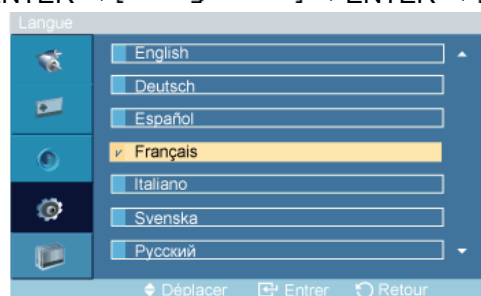 Langue
English
Deutsch
Español
Français
Italiano
Svenska
Русский
Déplacer Entrer Retour